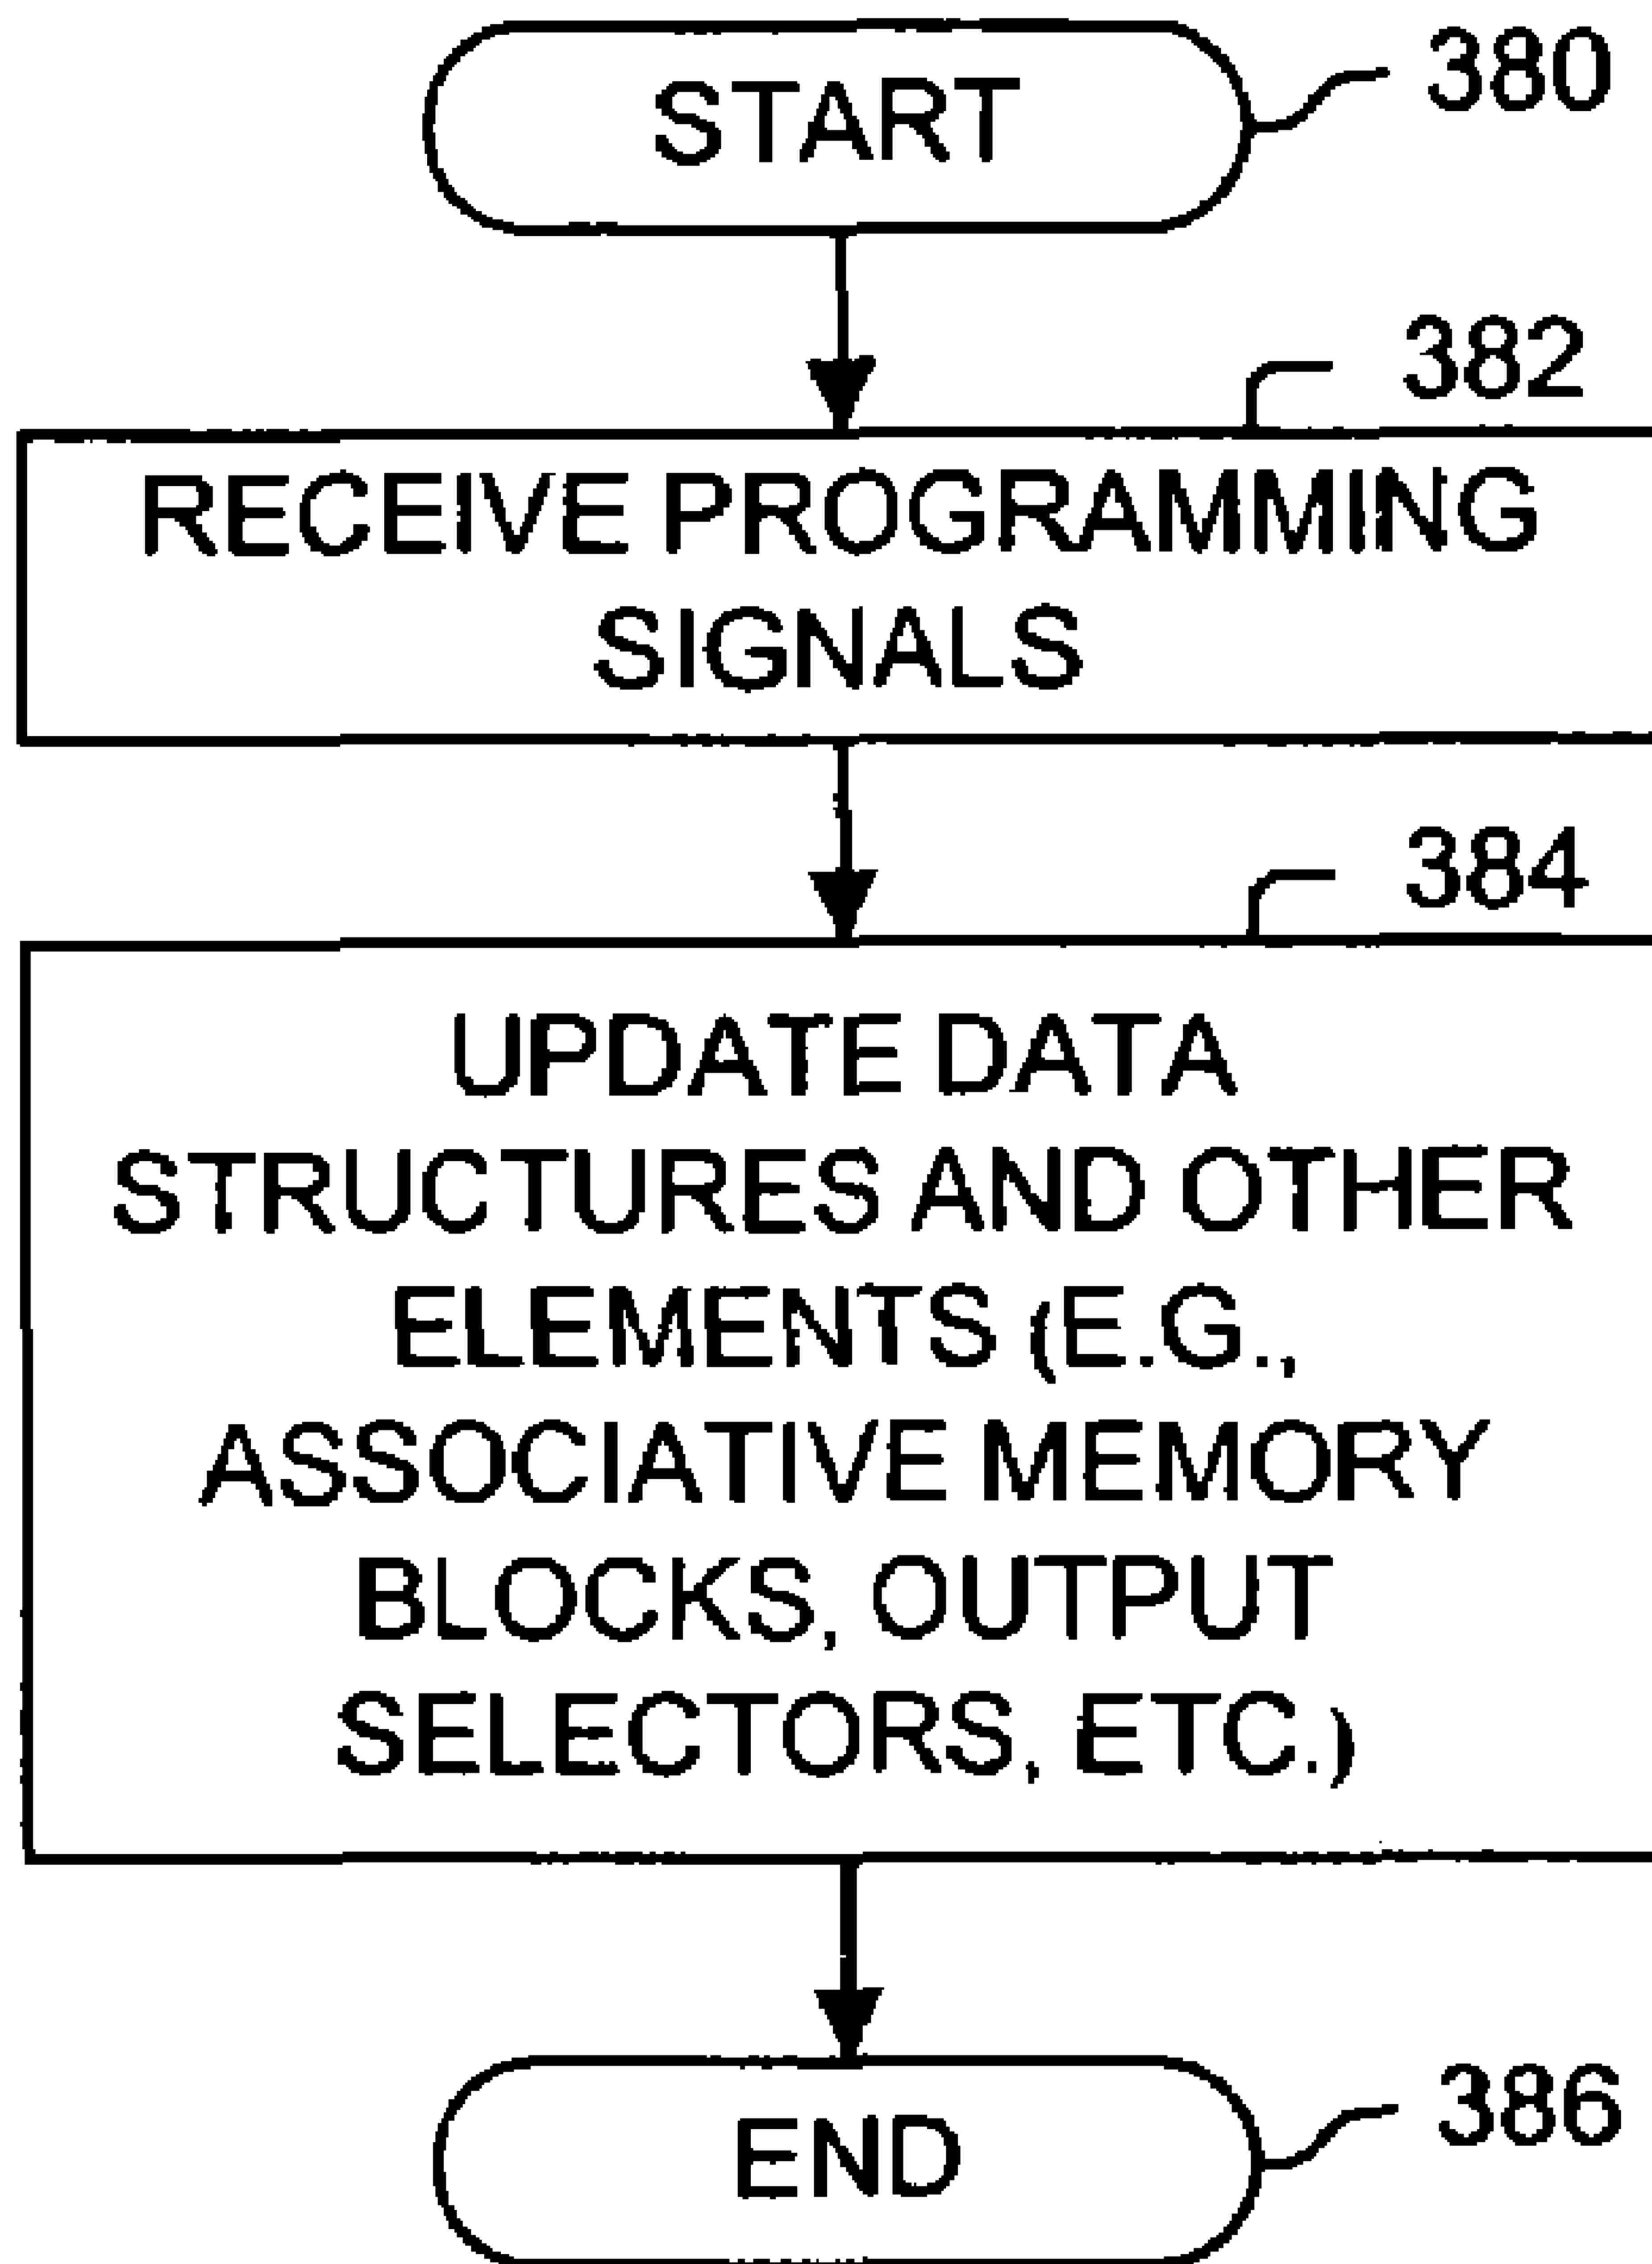 START
380
382
RECEIVE PROGRAMMING
SIGNALS
384
UPDATE DATA
STRUCTURES AND OTHER
ELEMENTS (E.G.,
ASSOCIATIVE MEMORY
BLOCKS, OUTPUT
SELECTORS, ETC.)
END
386